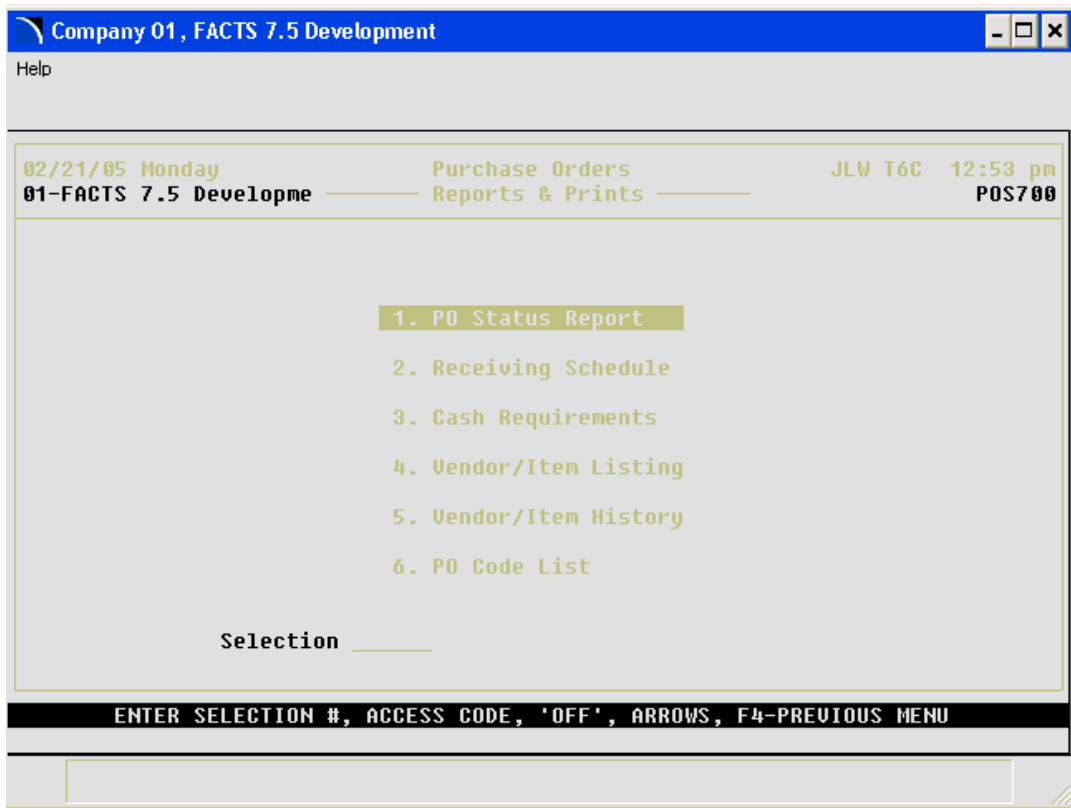 Company 01, FACTS 7.5 Development
Help
02/21/05 Monday Purchase Orders JLW T6C 12:53 pm
01-FACTS 7.5 Developme Reports & Prints POS700
1. PO Status Report
2. Receiving Schedule
3. Cash Requirements
4. Vendor/Item Listing
5. Vendor/Item History
6. PO Code List
Selection ______
ENTER SELECTION #, ACCESS CODE, 'OFF', ARROWS, F4-PREVIOUS MENU